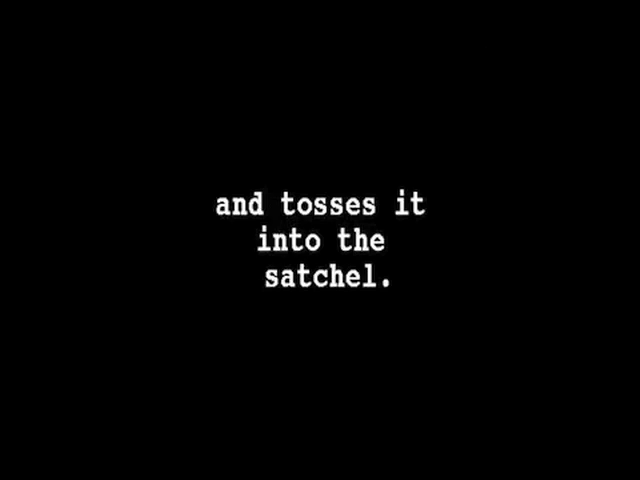 and tosses it
into the
satchel.